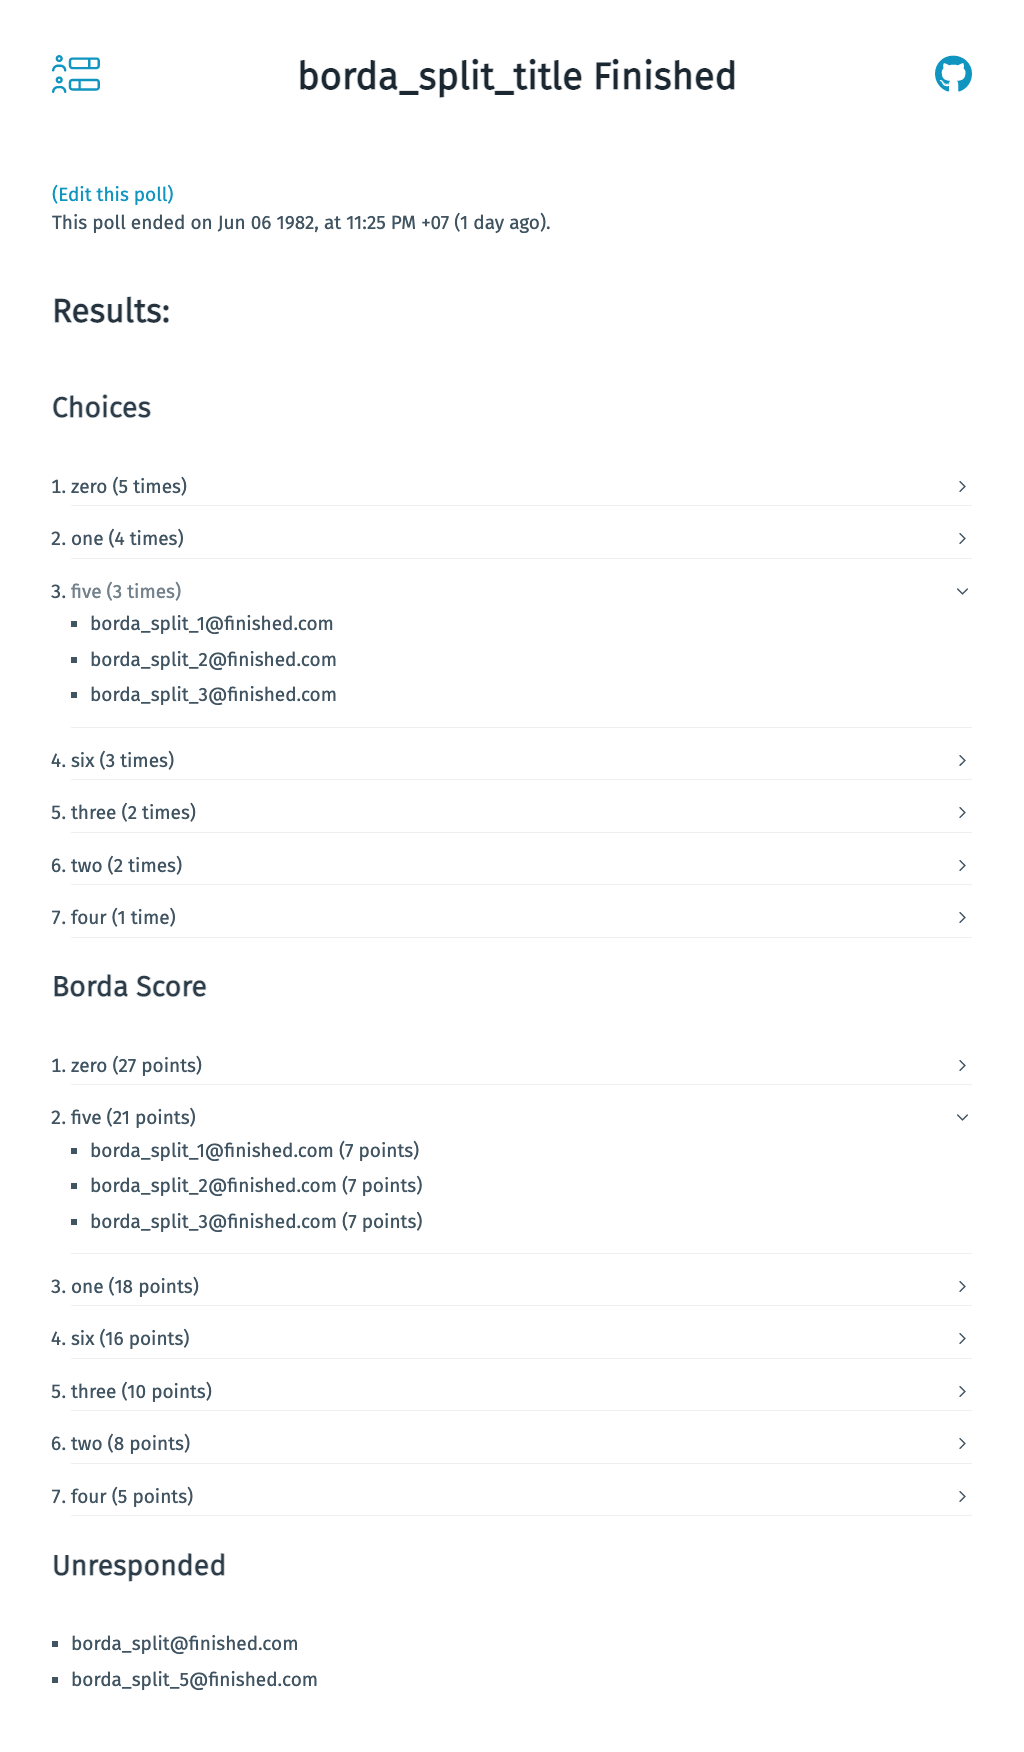 borda_split_title Finished
(Edit this poll)
This poll ended on Jun 06 1982, at 11:25 PM +07 (1 day ago).
Results:
Choices
1. zero (5 times)
2. one (4 times)
3. five (3 times)
▪ borda_split_1@finished.com
▪ borda_split_2@finished.com
▪ borda_split_3@finished.com
4. six (3 times)
5. three (2 times)
6. two (2 times)
7. four (1 time)
Borda Score
1. zero (27 points)
2. five (21 points)
▪ borda_split_1@finished.com (7 points)
▪ borda_split_2@finished.com (7 points)
▪ borda_split_3@finished.com (7 points)
3. one (18 points)
4. six (16 points)
5. three (10 points)
6. two (8 points)
7. four (5 points)
Unresponded
▪ borda_split@finished.com
▪ borda_split_5@finished.com